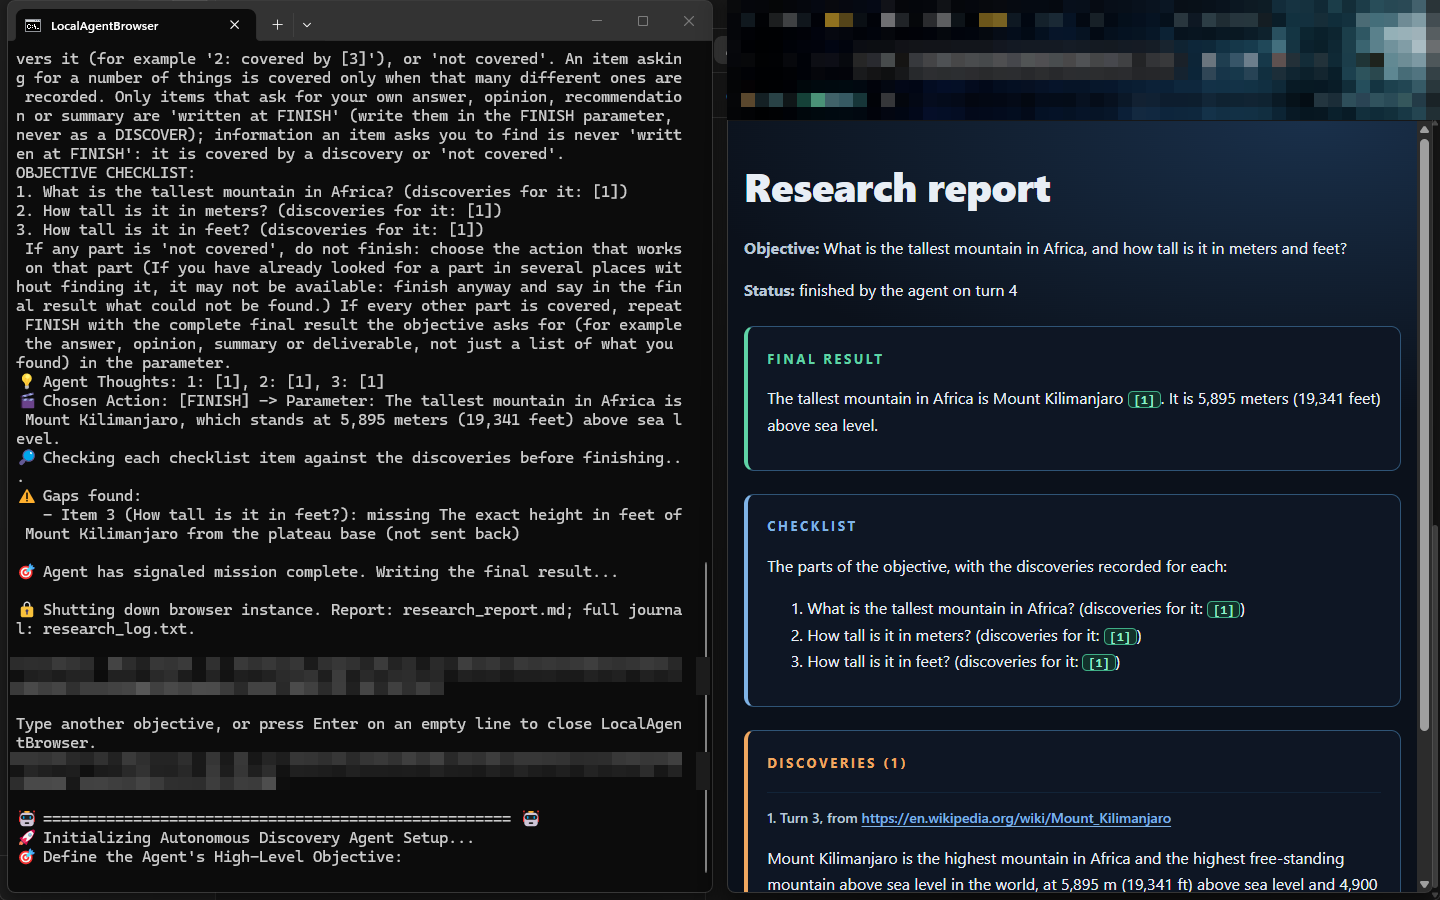 LocalAgentBrowser
vers it (for example '2: covered by [3]'), or 'not covered'. An item askin
g for a number of things is covered only when that many different ones are
 recorded. Only items that ask for your own answer, opinion, recommendatio
n or summary are 'written at FINISH' (write them in the FINISH parameter,
never as a DISCOVER); information an item asks you to find is never 'writt
en at FINISH': it is covered by a discovery or 'not covered'.
OBJECTIVE CHECKLIST:
1. What is the tallest mountain in Africa? (discoveries for it: [1])
2. How tall is it in meters? (discoveries for it: [1])
3. How tall is it in feet? (discoveries for it: [1])
 If any part is 'not covered', do not finish: choose the action that works
 on that part (If you have already looked for a part in several places wit
hout finding it, it may not be available: finish anyway and say in the fin
al result what could not be found.) If every other part is covered, repeat
 FINISH with the complete final result the objective asks for (for example
 the answer, opinion, summary or deliverable, not just a list of what you
found) in the parameter.
💡 Agent Thoughts: 1: [1], 2: [1], 3: [1]
🎬 Chosen Action: [FINISH] -> Parameter: The tallest mountain in Africa is
 Mount Kilimanjaro, which stands at 5,895 meters (19,341 feet) above sea l
evel.
🔎 Checking each checklist item against the discoveries before finishing..
.
⚠️ Gaps found:
   - Item 3 (How tall is it in feet?): missing The exact height in feet of
 Mount Kilimanjaro from the plateau base (not sent back)
🎯 Agent has signaled mission complete. Writing the final result...
🔒 Shutting down browser instance. Report: research_report.md; full journa
l: research_log.txt.
Type another objective, or press Enter on an empty line to close LocalAgen
tBrowser.
🤖 ==================================================== 🤖
🚀 Initializing Autonomous Discovery Agent Setup...
🎯 Define the Agent's High-Level Objective:
Research report
Objective: What is the tallest mountain in Africa, and how tall is it in meters and feet?
Status: finished by the agent on turn 4
FINAL RESULT
The tallest mountain in Africa is Mount Kilimanjaro [1]. It is 5,895 meters (19,341 feet)
above sea level.
CHECKLIST
The parts of the objective, with the discoveries recorded for each:
1. What is the tallest mountain in Africa? (discoveries for it: [1])
2. How tall is it in meters? (discoveries for it: [1])
3. How tall is it in feet? (discoveries for it: [1])
DISCOVERIES (1)
1. Turn 3, from https://en.wikipedia.org/wiki/Mount_Kilimanjaro
Mount Kilimanjaro is the highest mountain in Africa and the highest free-standing
mountain above sea level in the world, at 5,895 m (19,341 ft) above sea level and 4,900